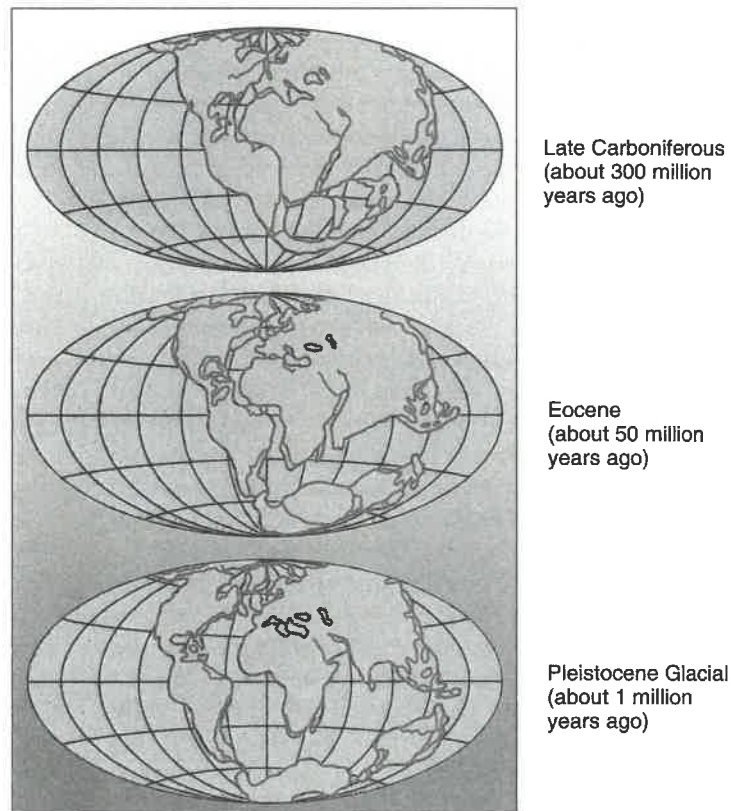 Late Carboniferous
(about 300 million
years ago)
Eocene
(about 50 million
years ago)
Pleistocene Glacial
(about 1 million
years ago)